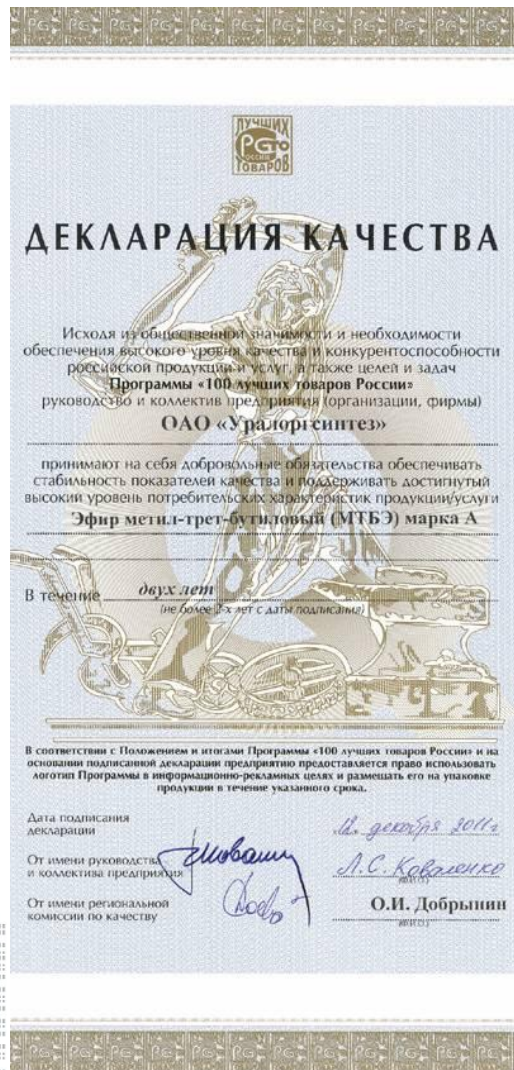 ЛУЧШИХ
PG
РОССИИ
ТОВАРОВ
ДЕКЛАРАЦИЯ КАЧЕСТВА
Исходя из общественной значимости и необходимости
обеспечения высокого уровня качества и конкурентоспособности
российской продукции и услуг, а также целей и задач
Программы «100 лучших товаров России»
руководство и коллектив предприятия (организации, фирмы)
ОАО «Уралоргсинтез»
принимают на себя добровольные обязательства обеспечивать
стабильность показателей качества и поддерживать достигнутый
высокий уровень потребительских характеристик продукции/услуги
Эфир метил-трет-бутиловый (МТБЭ) марка А
В течение двух лет
(не более 2-х лет с даты подписания)
В соответствии с Положением и итогами Программы «100 лучших товаров России» и на
основании подписанной декларации предприятию предоставляется право использовать
логотип Программы в информационно-рекламных целях и размещать его на упаковке
продукции в течение указанного срока.
Дата подписания
декларации
12 декабря 2011г
От имени руководства
и коллектива предприятия
Л.С. Коваленко
(Ф.И.О.)
От имени региональной
комиссии по качеству
О.И. Добрынин
(Ф.И.О.)